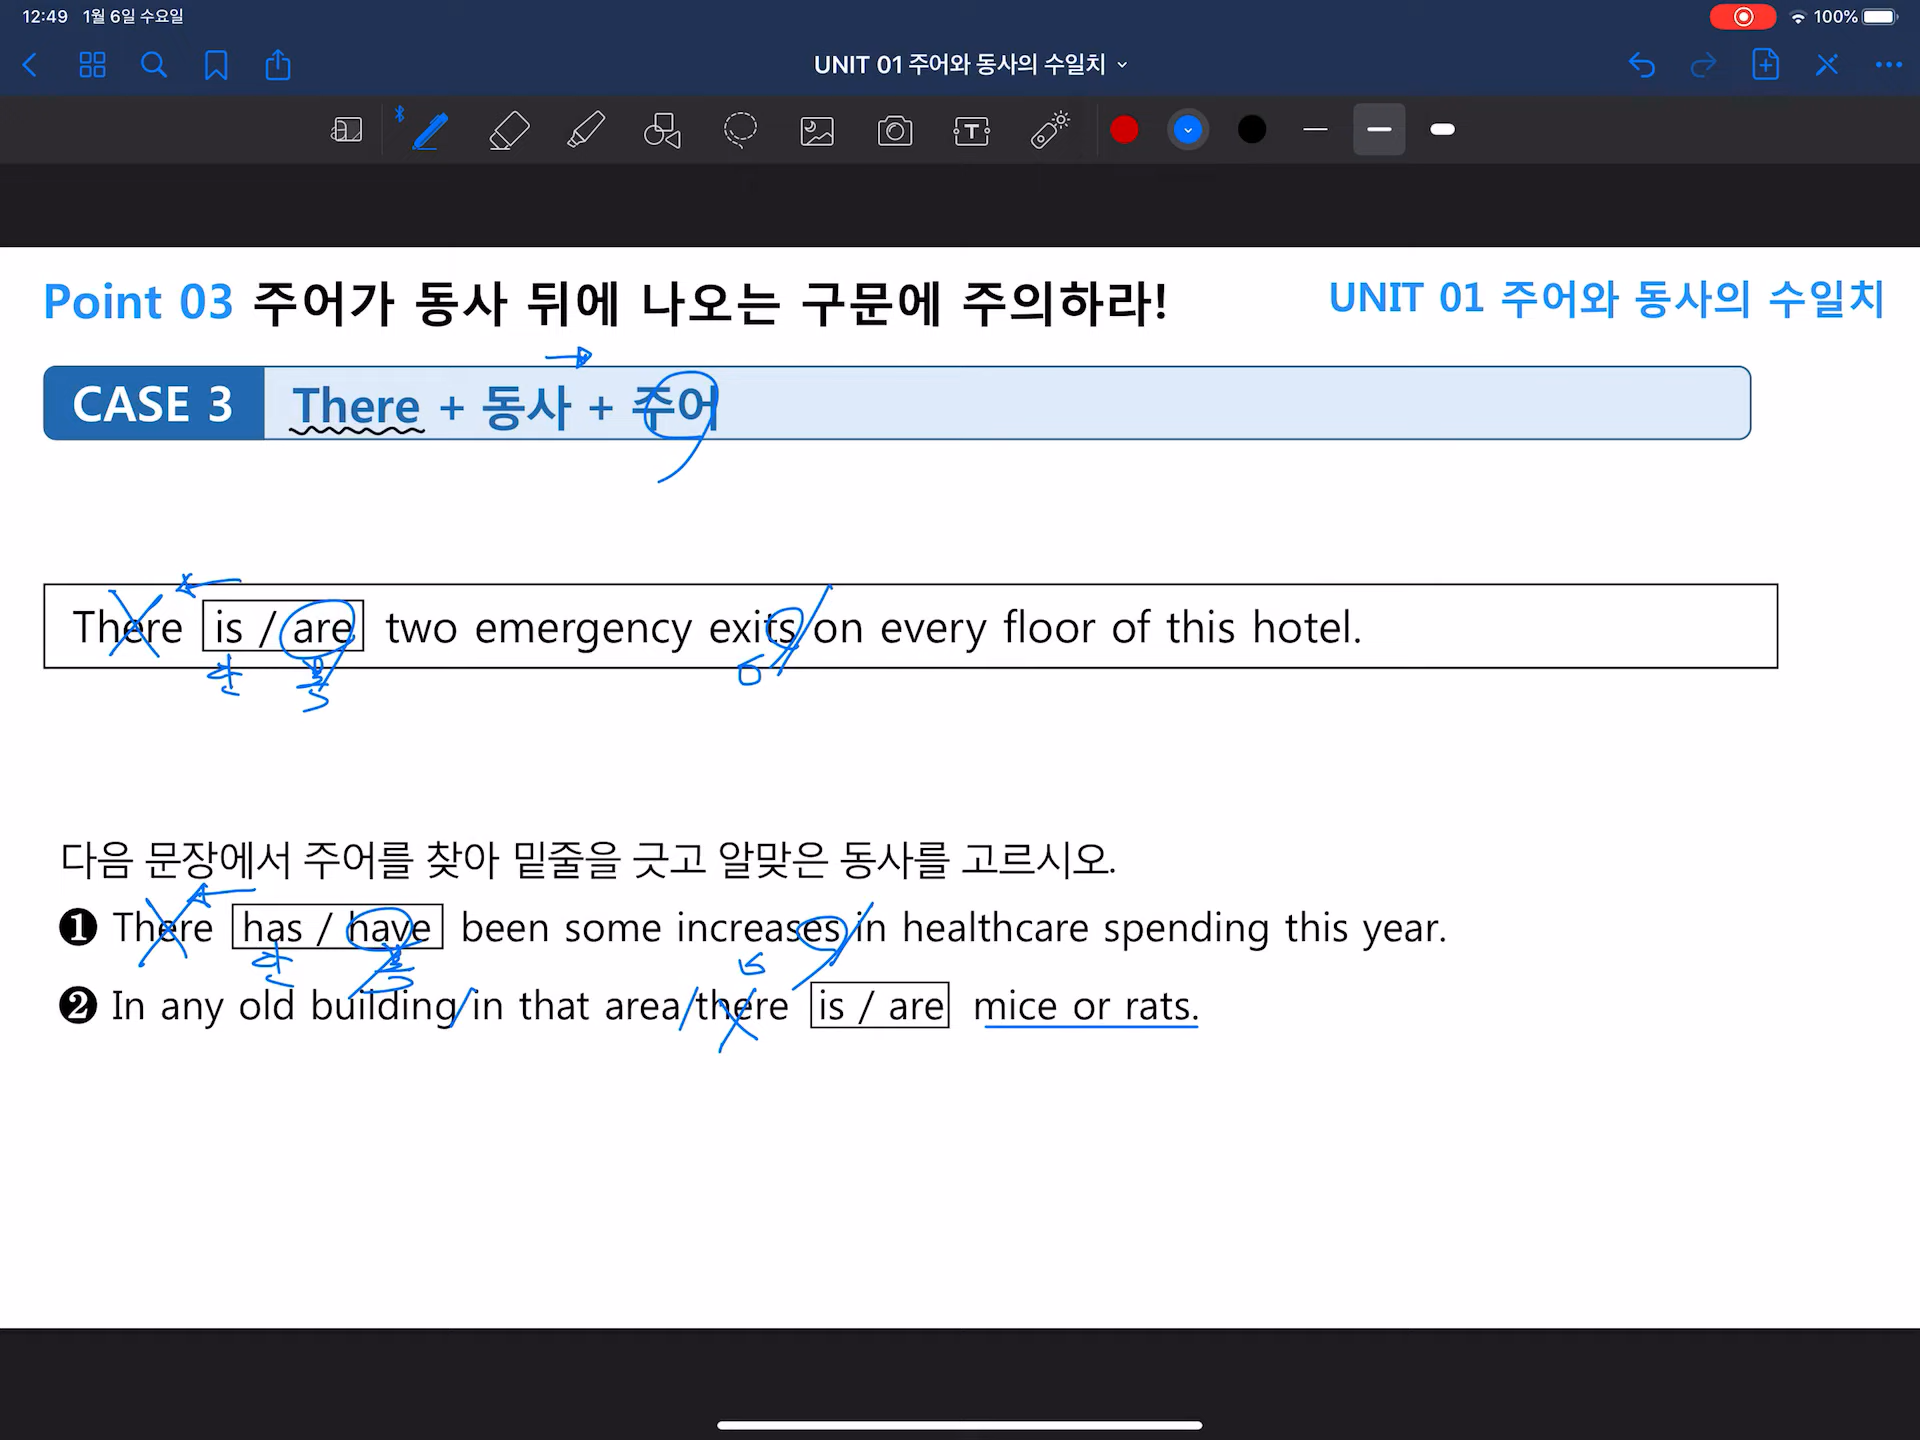 12:49 1월 6일 수요일
100%
UNIT 01 주어와 동사의 수일치
Point 03 주어가 동사 뒤에 나오는 구문에 주의하라!
UNIT 01 주어와 동사의 수일치
CASE 3 There + 동사 + 주어
There is / are two emergency exits on every floor of this hotel.
단
다음 문장에서 주어를 찾아 밑줄을 긋고 알맞은 동사를 고르시오.
❶ There has / have been some increases in healthcare spending this year.
단
❷ In any old building in that area there is / are mice or rats.